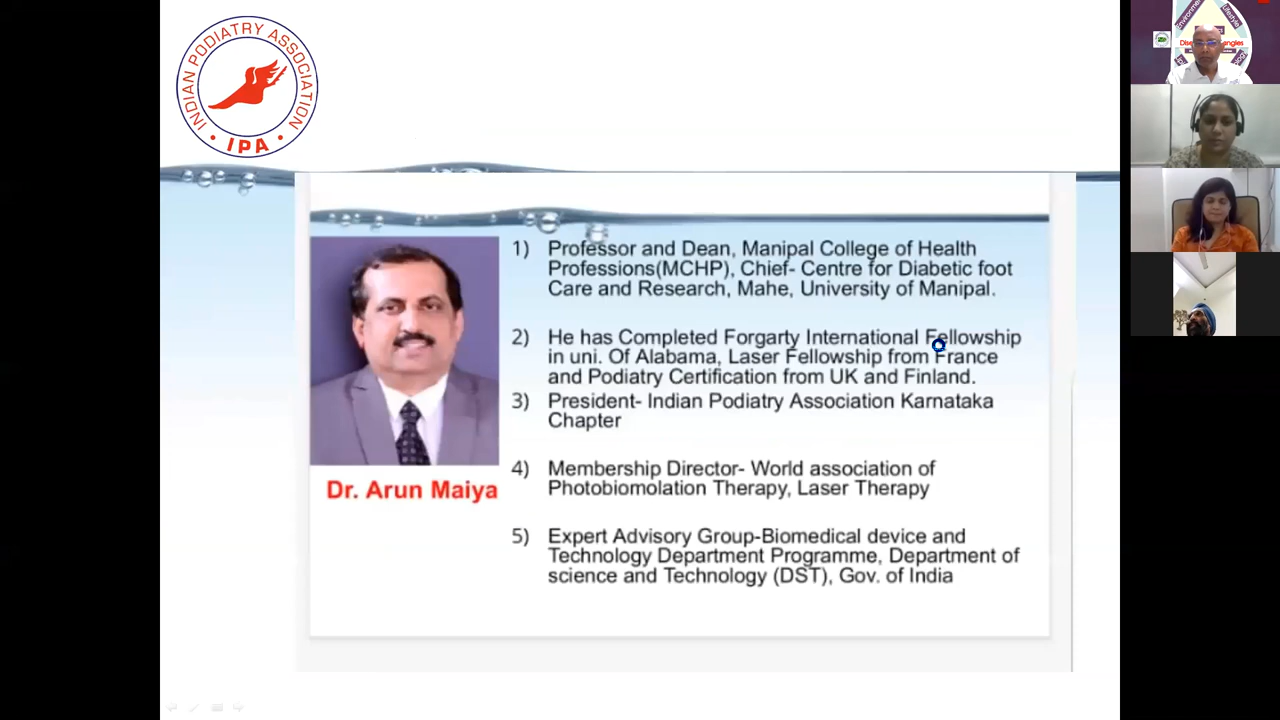 INDIAN PODIATRY ASSOCIATION
• IPA •
1) Professor and Dean, Manipal College of Health
Professions(MCHP), Chief- Centre for Diabetic foot
Care and Research, Mahe, University of Manipal.
2) He has Completed Forgarty International Fellowship
in uni. Of Alabama, Laser Fellowship from France
and Podiatry Certification from UK and Finland.
3) President- Indian Podiatry Association Karnataka
Chapter
4) Membership Director- World association of
Photobiomolation Therapy, Laser Therapy
5) Expert Advisory Group-Biomedical device and
Technology Department Programme, Department of
science and Technology (DST), Gov. of India
Dr. Arun Maiya
Lifestyle